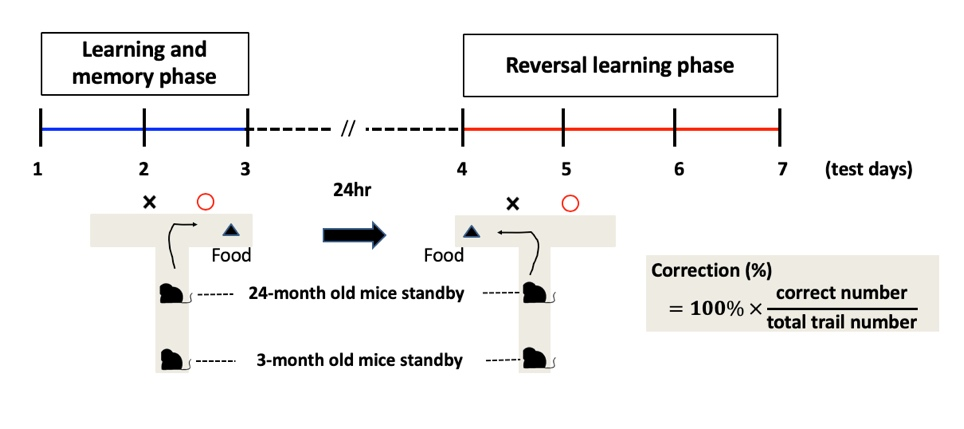 Learning and
memory phase
Reversal learning phase
//
1
2
3
4
5
6
7
(test days)
24hr
Food
Food
24-month old mice standby
3-month old mice standby
Correction (%)
= 100% × correct number
total trail number